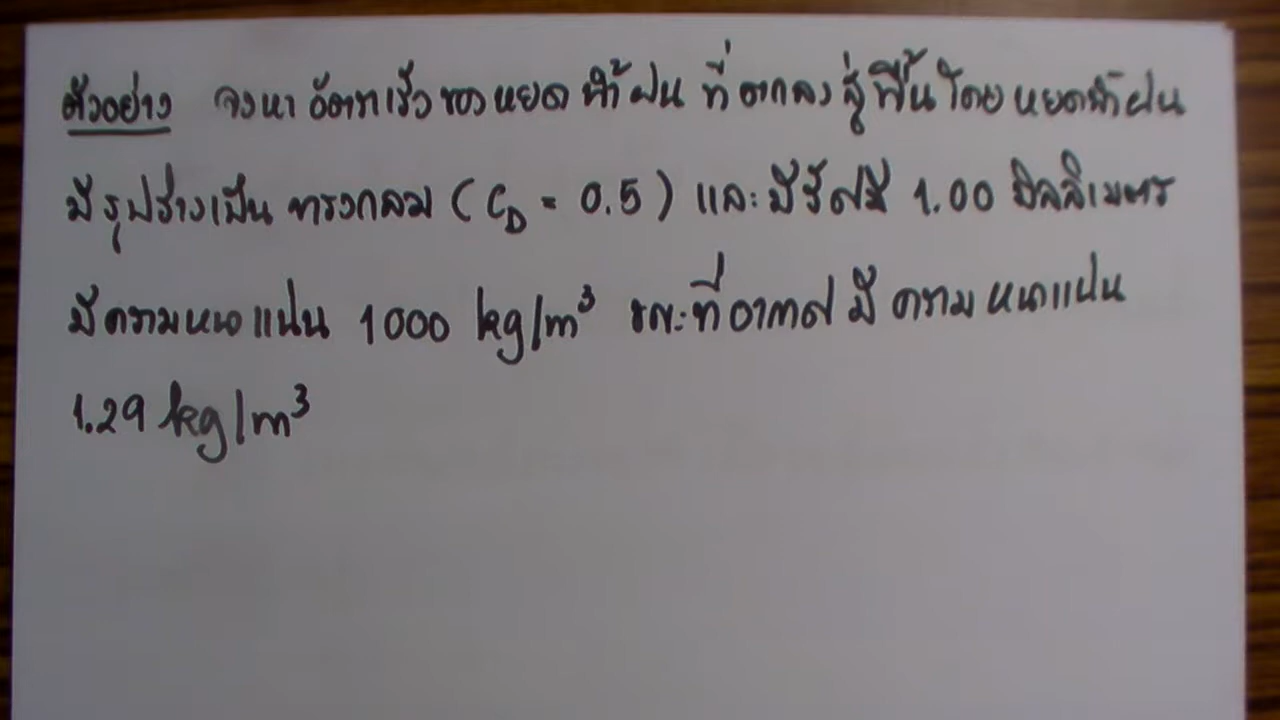 ตัวอย่าง จงหา อัตราเร็ว ของหยดน้ำฝน ที่ตกลงสู่พื้น โดย หยดน้ำฝน
มีรูปร่างเป็น ทรงกลม ( C_D = 0.5 ) และมีรัศมี 1.00 มิลลิเมตร
มีความหนาแน่น 1000 kg/m³ ขณะที่อากาศ มี ความหนาแน่น
1.29 kg/m³